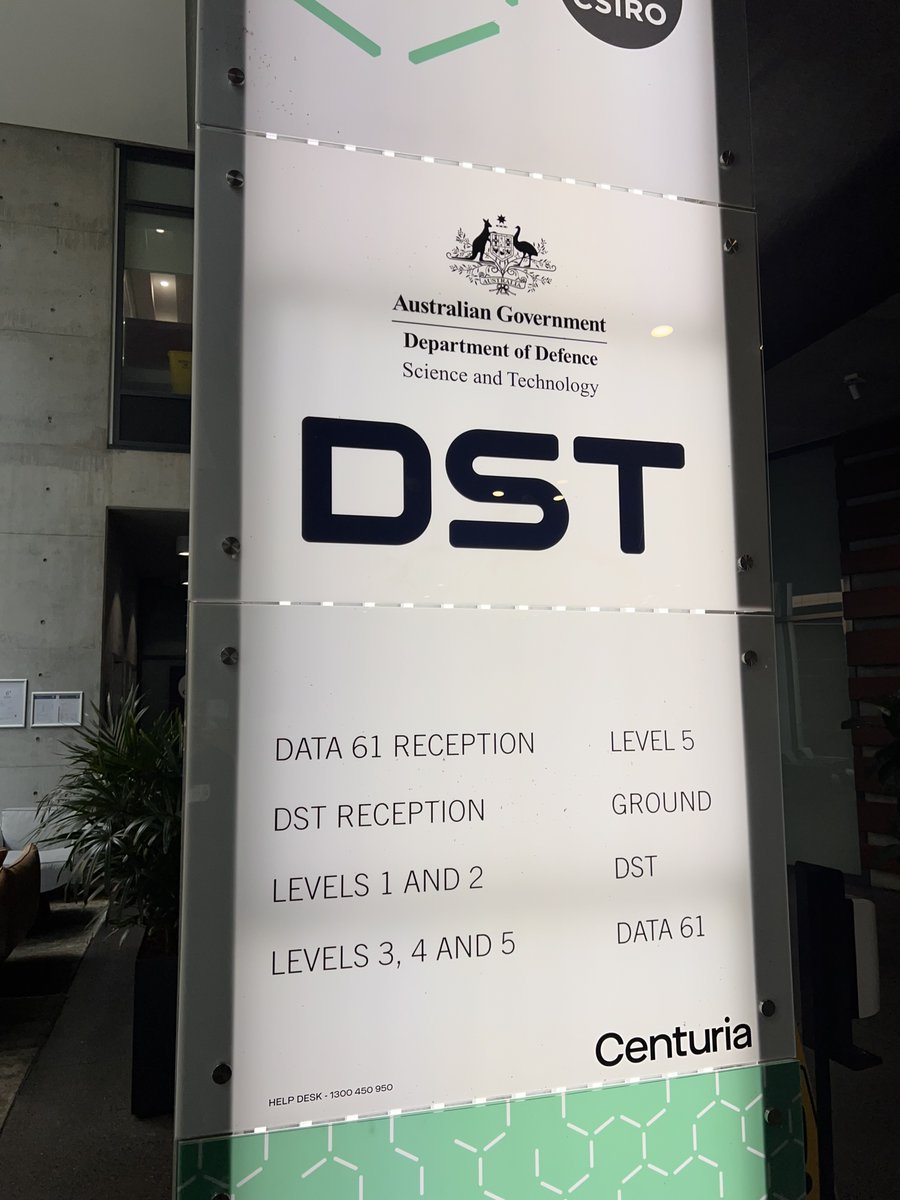 CSIRO
AUSTRALIA
Australian Government
Department of Defence
Science and Technology
DST
DATA 61 RECEPTION LEVEL 5
DST RECEPTION GROUND
LEVELS 1 AND 2 DST
LEVELS 3, 4 AND 5 DATA 61
Centuria
HELP DESK - 1300 450 950